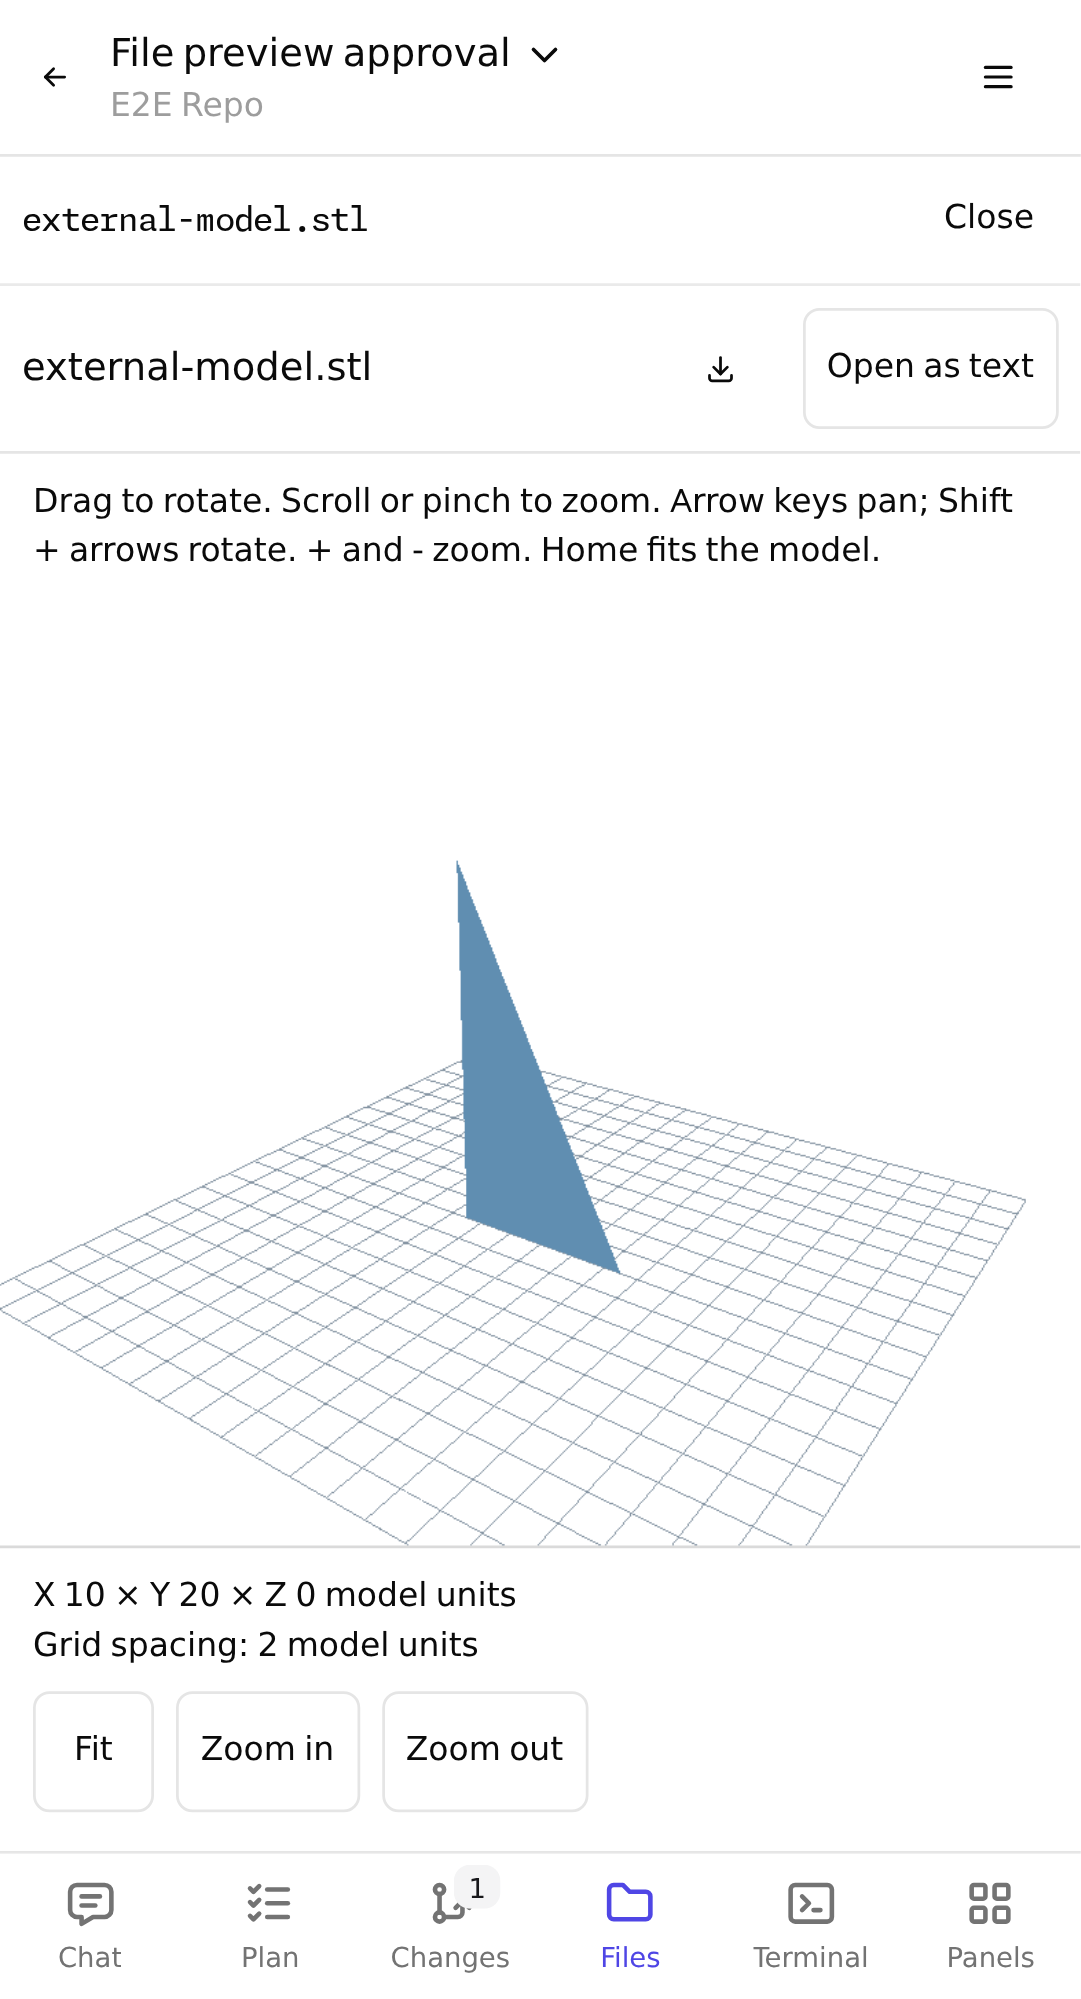 File preview approval
E2E Repo
external-model.stl
Close
external-model.stl
Open as text
Drag to rotate. Scroll or pinch to zoom. Arrow keys pan; Shift
+ arrows rotate. + and - zoom. Home fits the model.
X 10 × Y 20 × Z 0 model units
Grid spacing: 2 model units
Fit
Zoom in
Zoom out
1
Chat
Plan
Changes
Files
Terminal
Panels